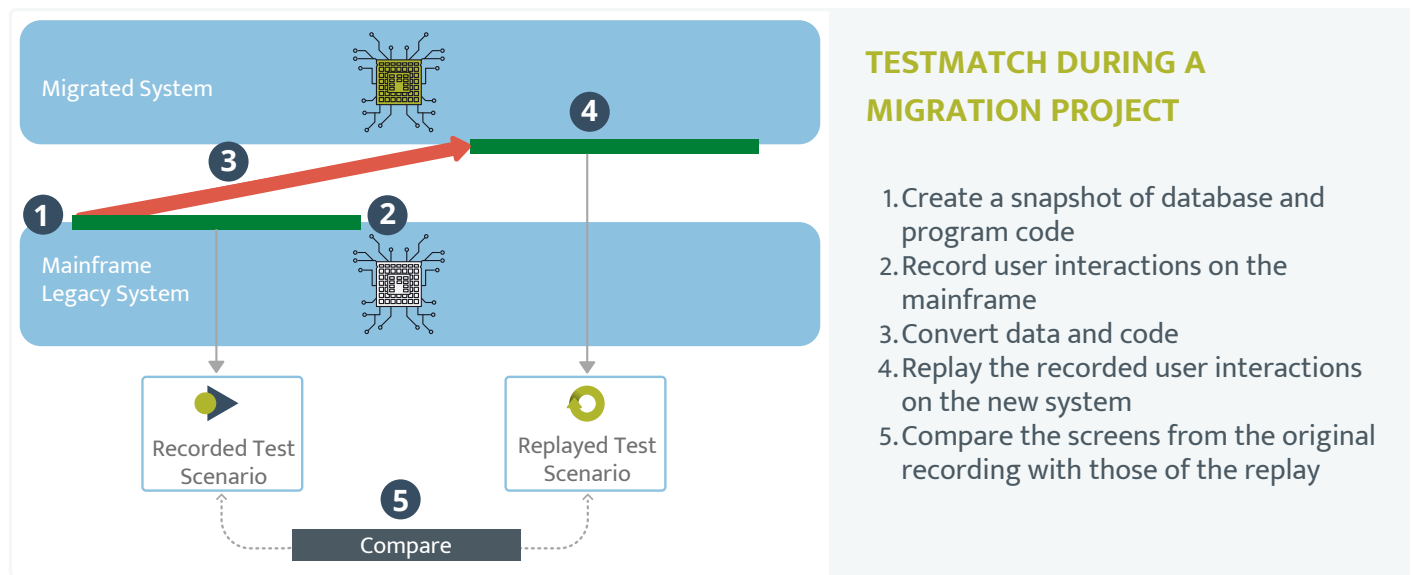 Migrated System
4
3
1
2
Mainframe
Legacy System
Recorded Test
Scenario
Replayed Test
Scenario
5
Compare
TESTMATCH DURING A
MIGRATION PROJECT
1. Create a snapshot of database and
program code
2. Record user interactions on the
mainframe
3. Convert data and code
4. Replay the recorded user interactions
on the new system
5. Compare the screens from the original
recording with those of the replay